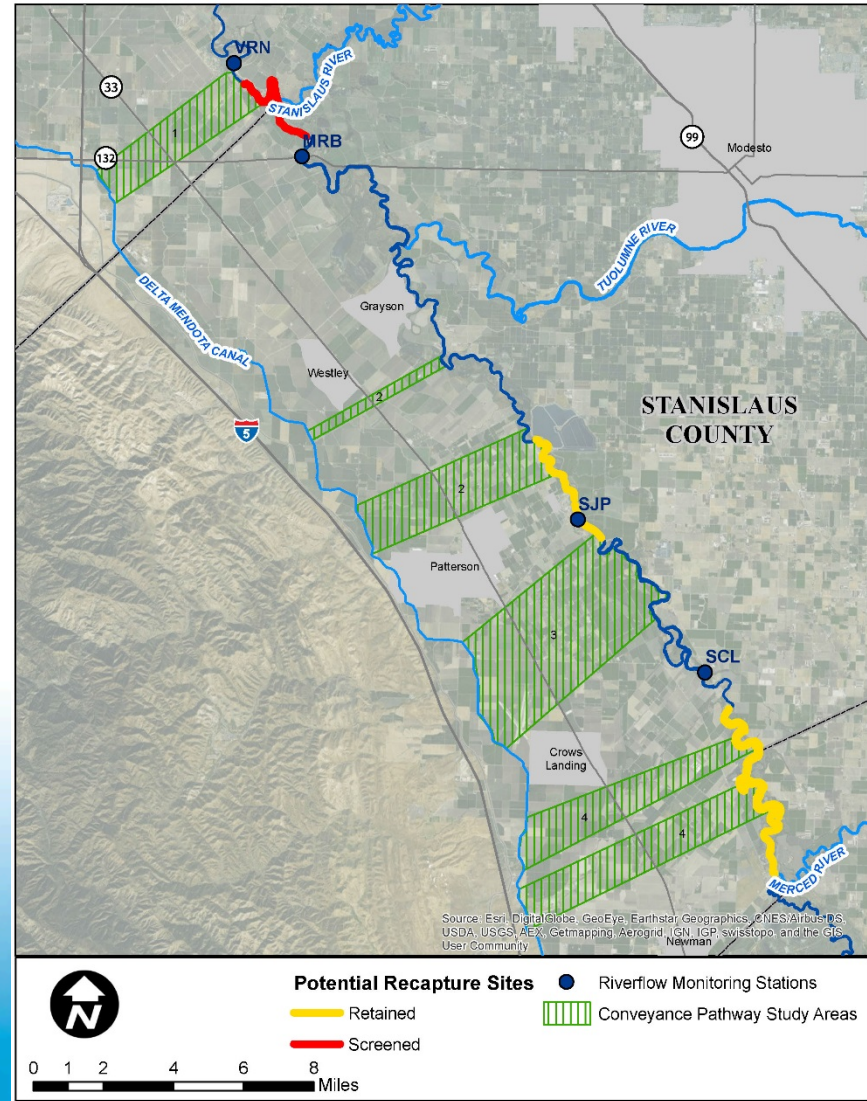 VRN
33
STANISLAUS RIVER
1
MRB
99
Modesto
132
TUOLUMNE RIVER
Grayson
DELTA MENDOTA CANAL
Westley
2
STANISLAUS
COUNTY
5
2
SJP
Patterson
3
SCL
Crows
Landing
4
4
MERCED RIVER
Source: Esri, DigitalGlobe, GeoEye, Earthstar Geographics, CNES/Airbus DS,
USDA, USGS, AEX, Getmapping, Aerogrid, IGN, IGP, swisstopo, and the GIS
User Community
Newman
N
Potential Recapture Sites
Retained
Screened
Riverflow Monitoring Stations
Conveyance Pathway Study Areas
0 1 2 4 6 8
Miles